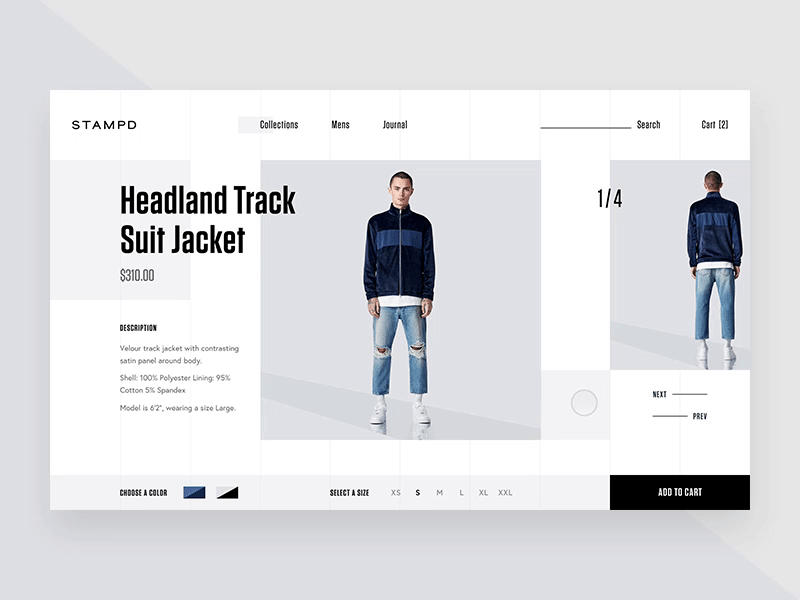 STAMPD
Collections
Mens
Journal
Search
Cart [2]
Headland Track
Suit Jacket
$310.00
1/4
DESCRIPTION
Velour track jacket with contrasting
satin panel around body.
Shell: 100% Polyester Lining: 95%
Cotton 5% Spandex
Model is 6'2", wearing a size Large.
NEXT
PREV
CHOOSE A COLOR
SELECT A SIZE
XS S M L XL XXL
ADD TO CART